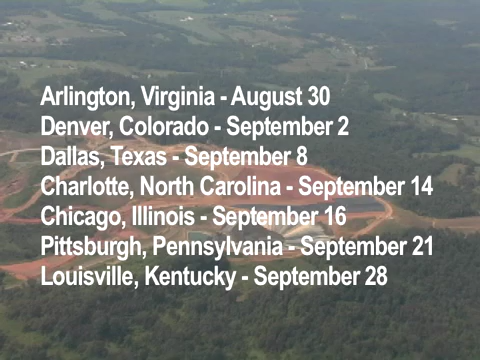 Arlington, Virginia - August 30
Denver, Colorado - September 2
Dallas, Texas - September 8
Charlotte, North Carolina - September 14
Chicago, Illinois - September 16
Pittsburgh, Pennsylvania - September 21
Louisville, Kentucky - September 28